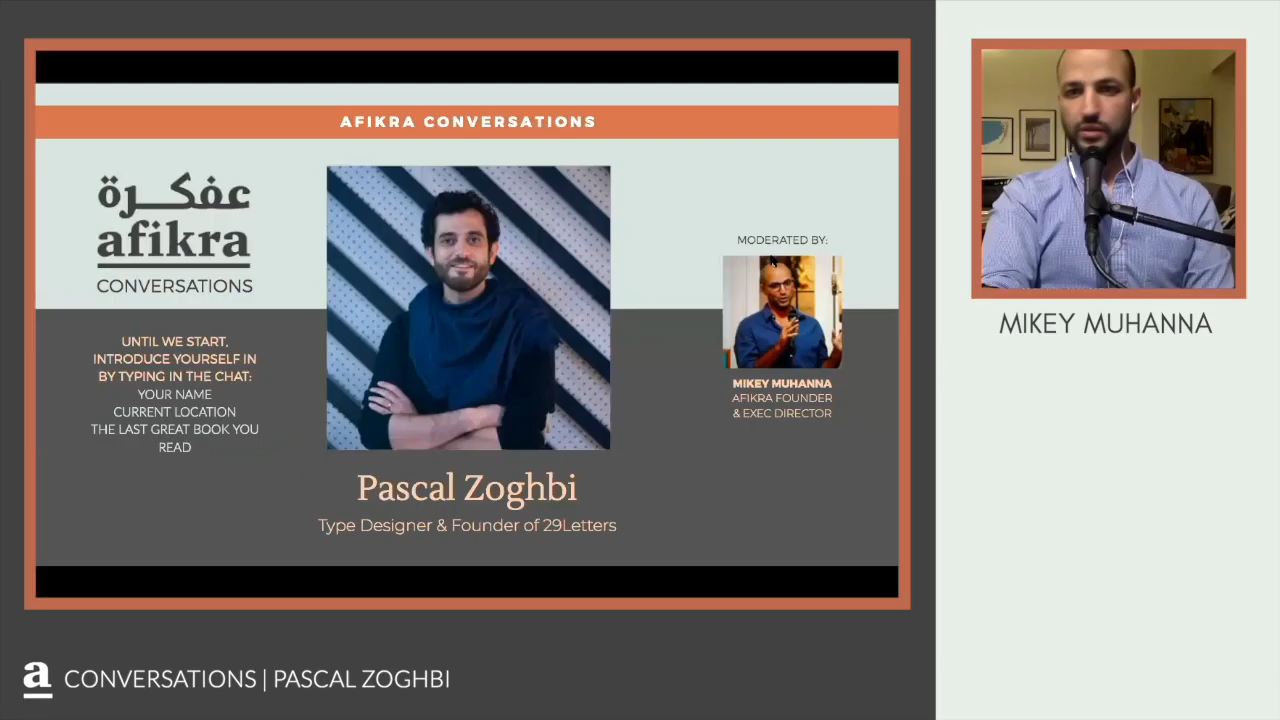 AFIKRA CONVERSATIONS
عفكرة
afikra
CONVERSATIONS
UNTIL WE START,
INTRODUCE YOURSELF IN
BY TYPING IN THE CHAT:
YOUR NAME
CURRENT LOCATION
THE LAST GREAT BOOK YOU
READ
Pascal Zoghbi
Type Designer & Founder of 29Letters
MODERATED BY:
MIKEY MUHANNA
AFIKRA FOUNDER
& EXEC DIRECTOR
MIKEY MUHANNA
a CONVERSATIONS | PASCAL ZOGHBI